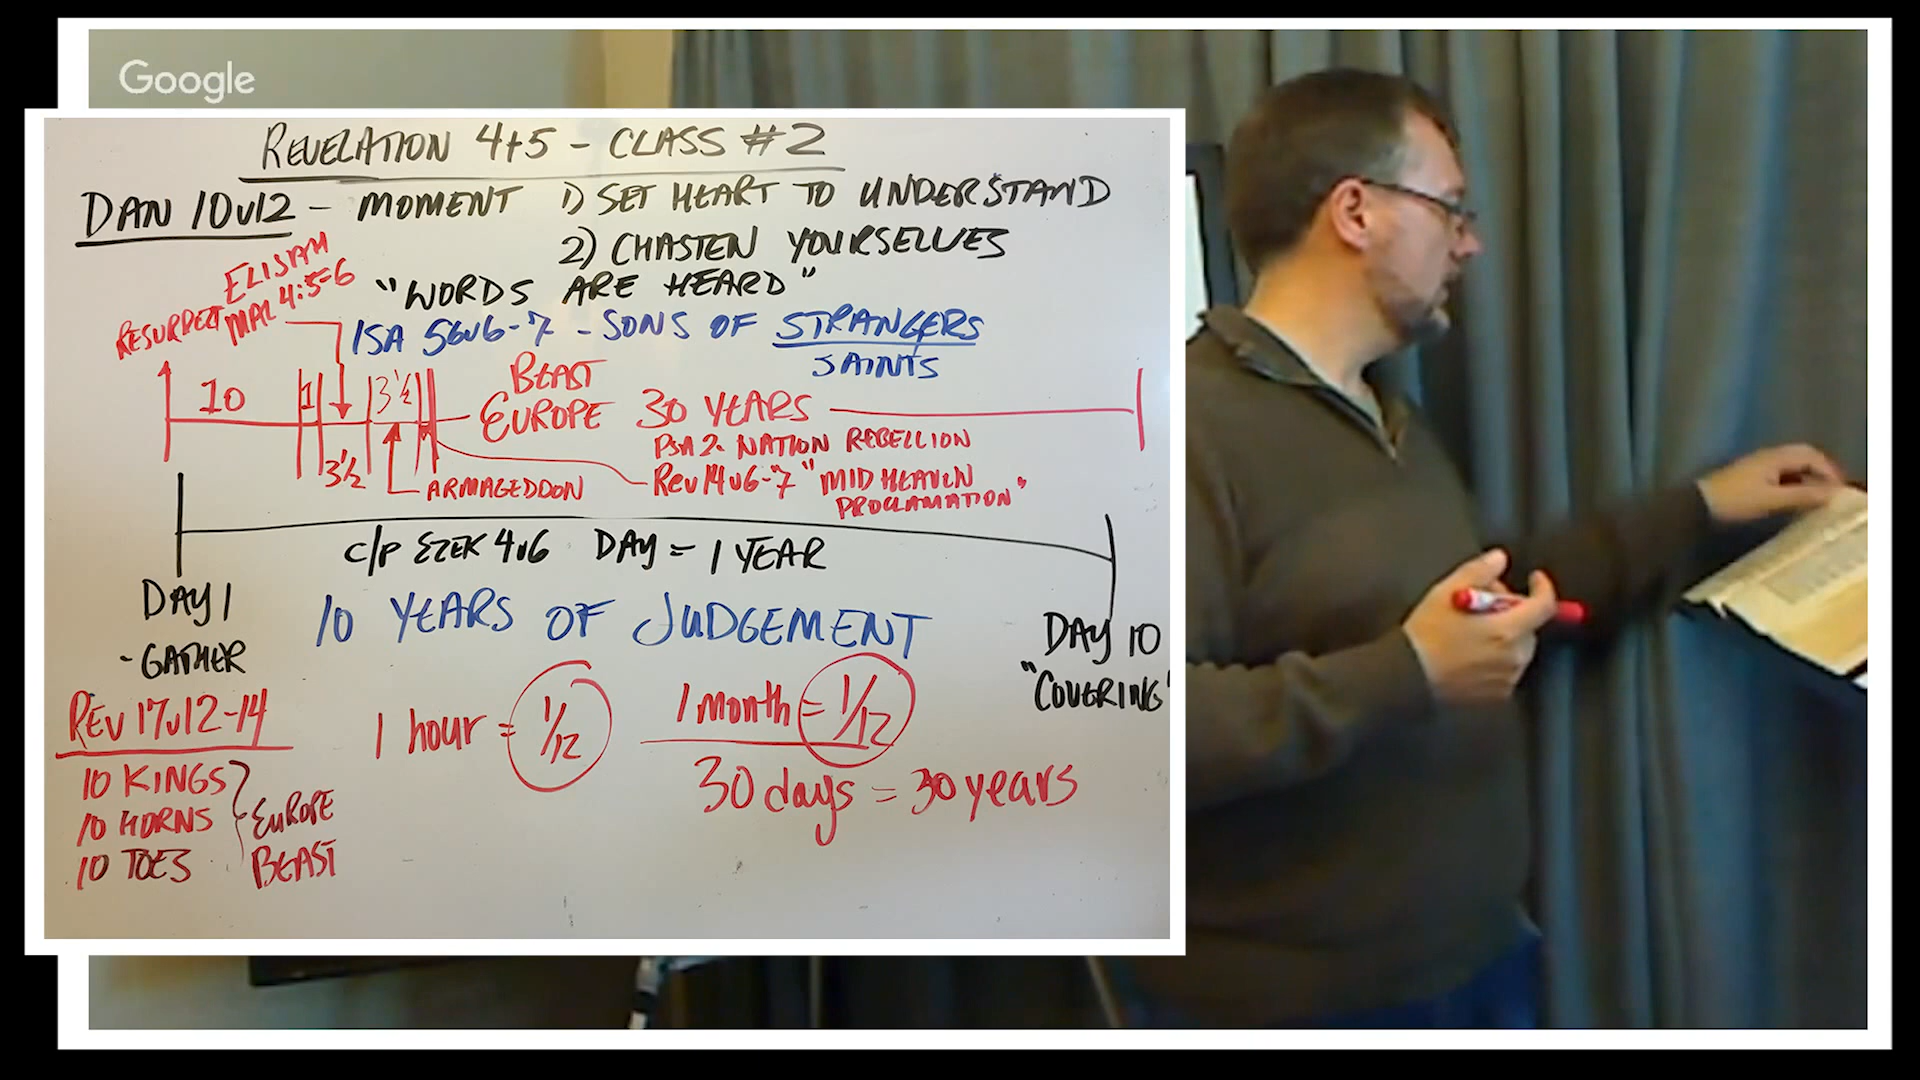 Google
REVELATION 4+5 - CLASS #2
DAN 10v12 - MOMENT 1) SET HEART TO UNDERSTAND
2) CHASTEN YOURSELVES
"WORDS ARE HEARD"
ELIJAH
MAL 4:5-6
RESURRECT
ISA 56v6-7 - SONS OF STRANGERS
SAINTS
10 1 3½ BEAST
EUROPE 30 YEARS
3½
PSA 2. NATION REBELLION
ARMAGEDDON
Rev 14v6-7 "MID HEAVEN
PROCLAMATION"
C/P EZEK 4v6 DAY = 1 YEAR
DAY 1
- GATHER
10 YEARS OF JUDGEMENT
DAY 10
"COVERING"
REV 17v12-14
1 hour = 1/12
1 month = 1/12
30 days = 30 years
10 KINGS
10 HORNS
10 TOES
EUROPE
BEAST